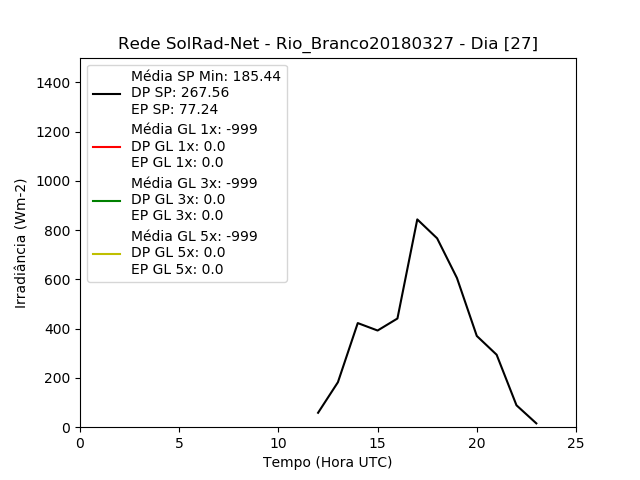 Rede SolRad-Net - Rio_Branco20180327 - Dia [27]
Média SP Min: 185.44
DP SP: 267.56
EP SP: 77.24
Média GL 1x: -999
DP GL 1x: 0.0
EP GL 1x: 0.0
Média GL 3x: -999
DP GL 3x: 0.0
EP GL 3x: 0.0
Média GL 5x: -999
DP GL 5x: 0.0
EP GL 5x: 0.0
Irradiância (Wm-2)
1400
1200
1000
800
600
400
200
0
0 5 10 15 20 25
Tempo (Hora UTC)